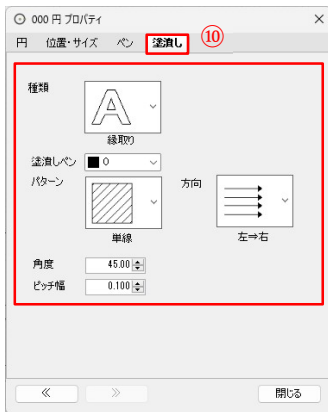 000 円 プロパティ
円 位置・サイズ ペン 塗潰し ⑩
種類
A
縁取り
塗潰しペン 0
パターン 方向
単線 左⇒右
角度 45.00
ピッチ幅 0.100
≪ ≫ 閉じる